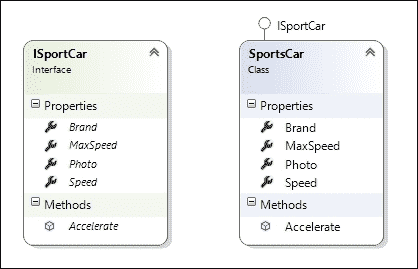 ISportCar
Interface
Properties
Brand
MaxSpeed
Photo
Speed
Methods
Accelerate
ISportCar
SportsCar
Class
Properties
Brand
MaxSpeed
Photo
Speed
Methods
Accelerate